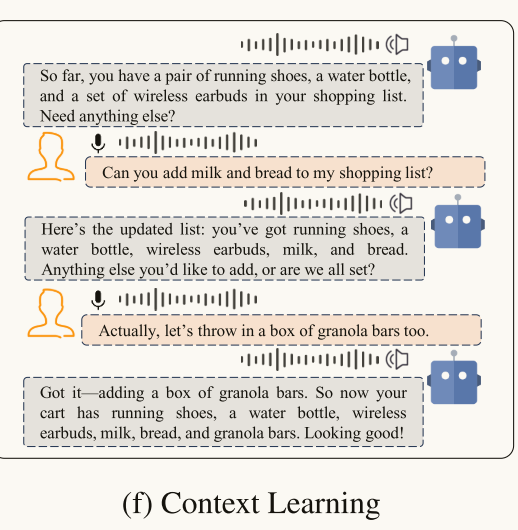 So far, you have a pair of running shoes, a water bottle,
and a set of wireless earbuds in your shopping list.
Need anything else?
Can you add milk and bread to my shopping list?
Here’s the updated list: you’ve got running shoes, a
water bottle, wireless earbuds, milk, and bread.
Anything else you’d like to add, or are we all set?
Actually, let’s throw in a box of granola bars too.
Got it—adding a box of granola bars. So now your
cart has running shoes, a water bottle, wireless
earbuds, milk, bread, and granola bars. Looking good!
(f) Context Learning